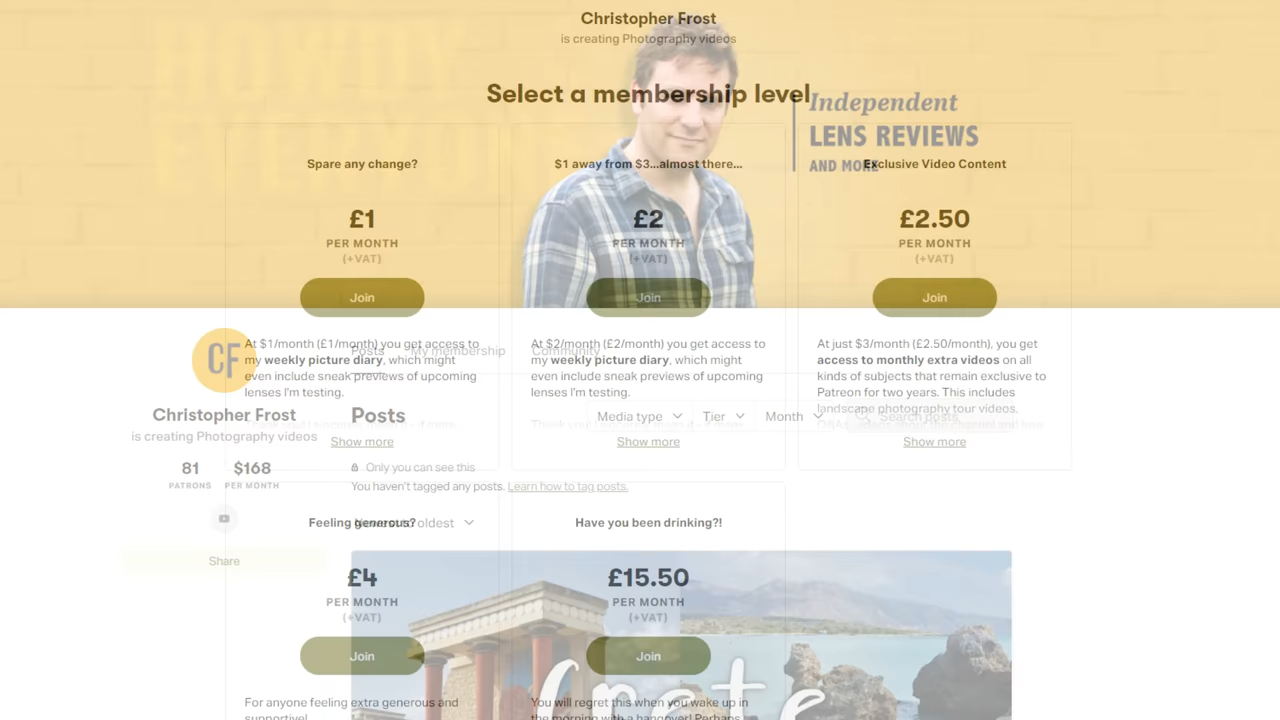 Christopher Frost
is creating Photography videos
Select a membership level
Independent
LENS REVIEWS
AND MORE
Spare any change?
£1
PER MONTH
(+VAT)
Join
At $1/month (£1/month) you get access to
my weekly picture diary, which might
even include sneak previews of upcoming
lenses I'm testing.
Show more
$1 away from $3...almost there...
£2
PER MONTH
(+VAT)
Join
At $2/month (£2/month) you get access to
my weekly picture diary, which might
even include sneak previews of upcoming
lenses I'm testing.
Show more
Exclusive Video Content
£2.50
PER MONTH
(+VAT)
Join
At just $3/month (£2.50/month), you get
access to monthly extra videos on all
kinds of subjects that remain exclusive to
Patreon for two years. This includes
landscape photography tour videos,
Show more
CF
Christopher Frost
is creating Photography videos
81
PATRONS
$168
PER MONTH
Share
Posts
My membership
Community
Posts
Media type
Tier
Month
Search posts
Only you can see this
You haven't tagged any posts. Learn how to tag posts.
Newest to oldest
Feeling generous?
£4
PER MONTH
(+VAT)
Join
For anyone feeling extra generous and
supportive!
Have you been drinking?!
£15.50
PER MONTH
(+VAT)
Join
You will regret this when you wake up in
the morning with a hangover! Perhaps
Crete